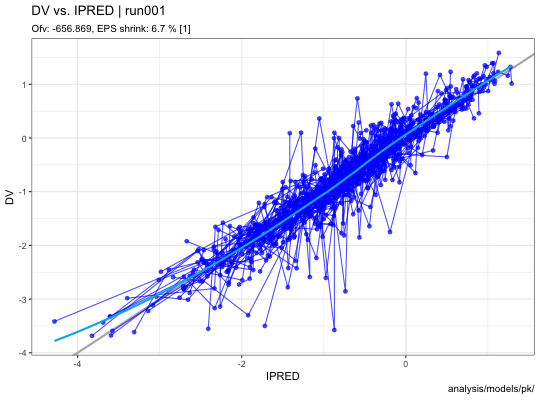 DV vs. IPRED | run001
Ofv: -656.869, EPS shrink: 6.7 % [1]
DV
1
0
-1
-2
-3
-4
-4
-2
0
IPRED
analysis/models/pk/